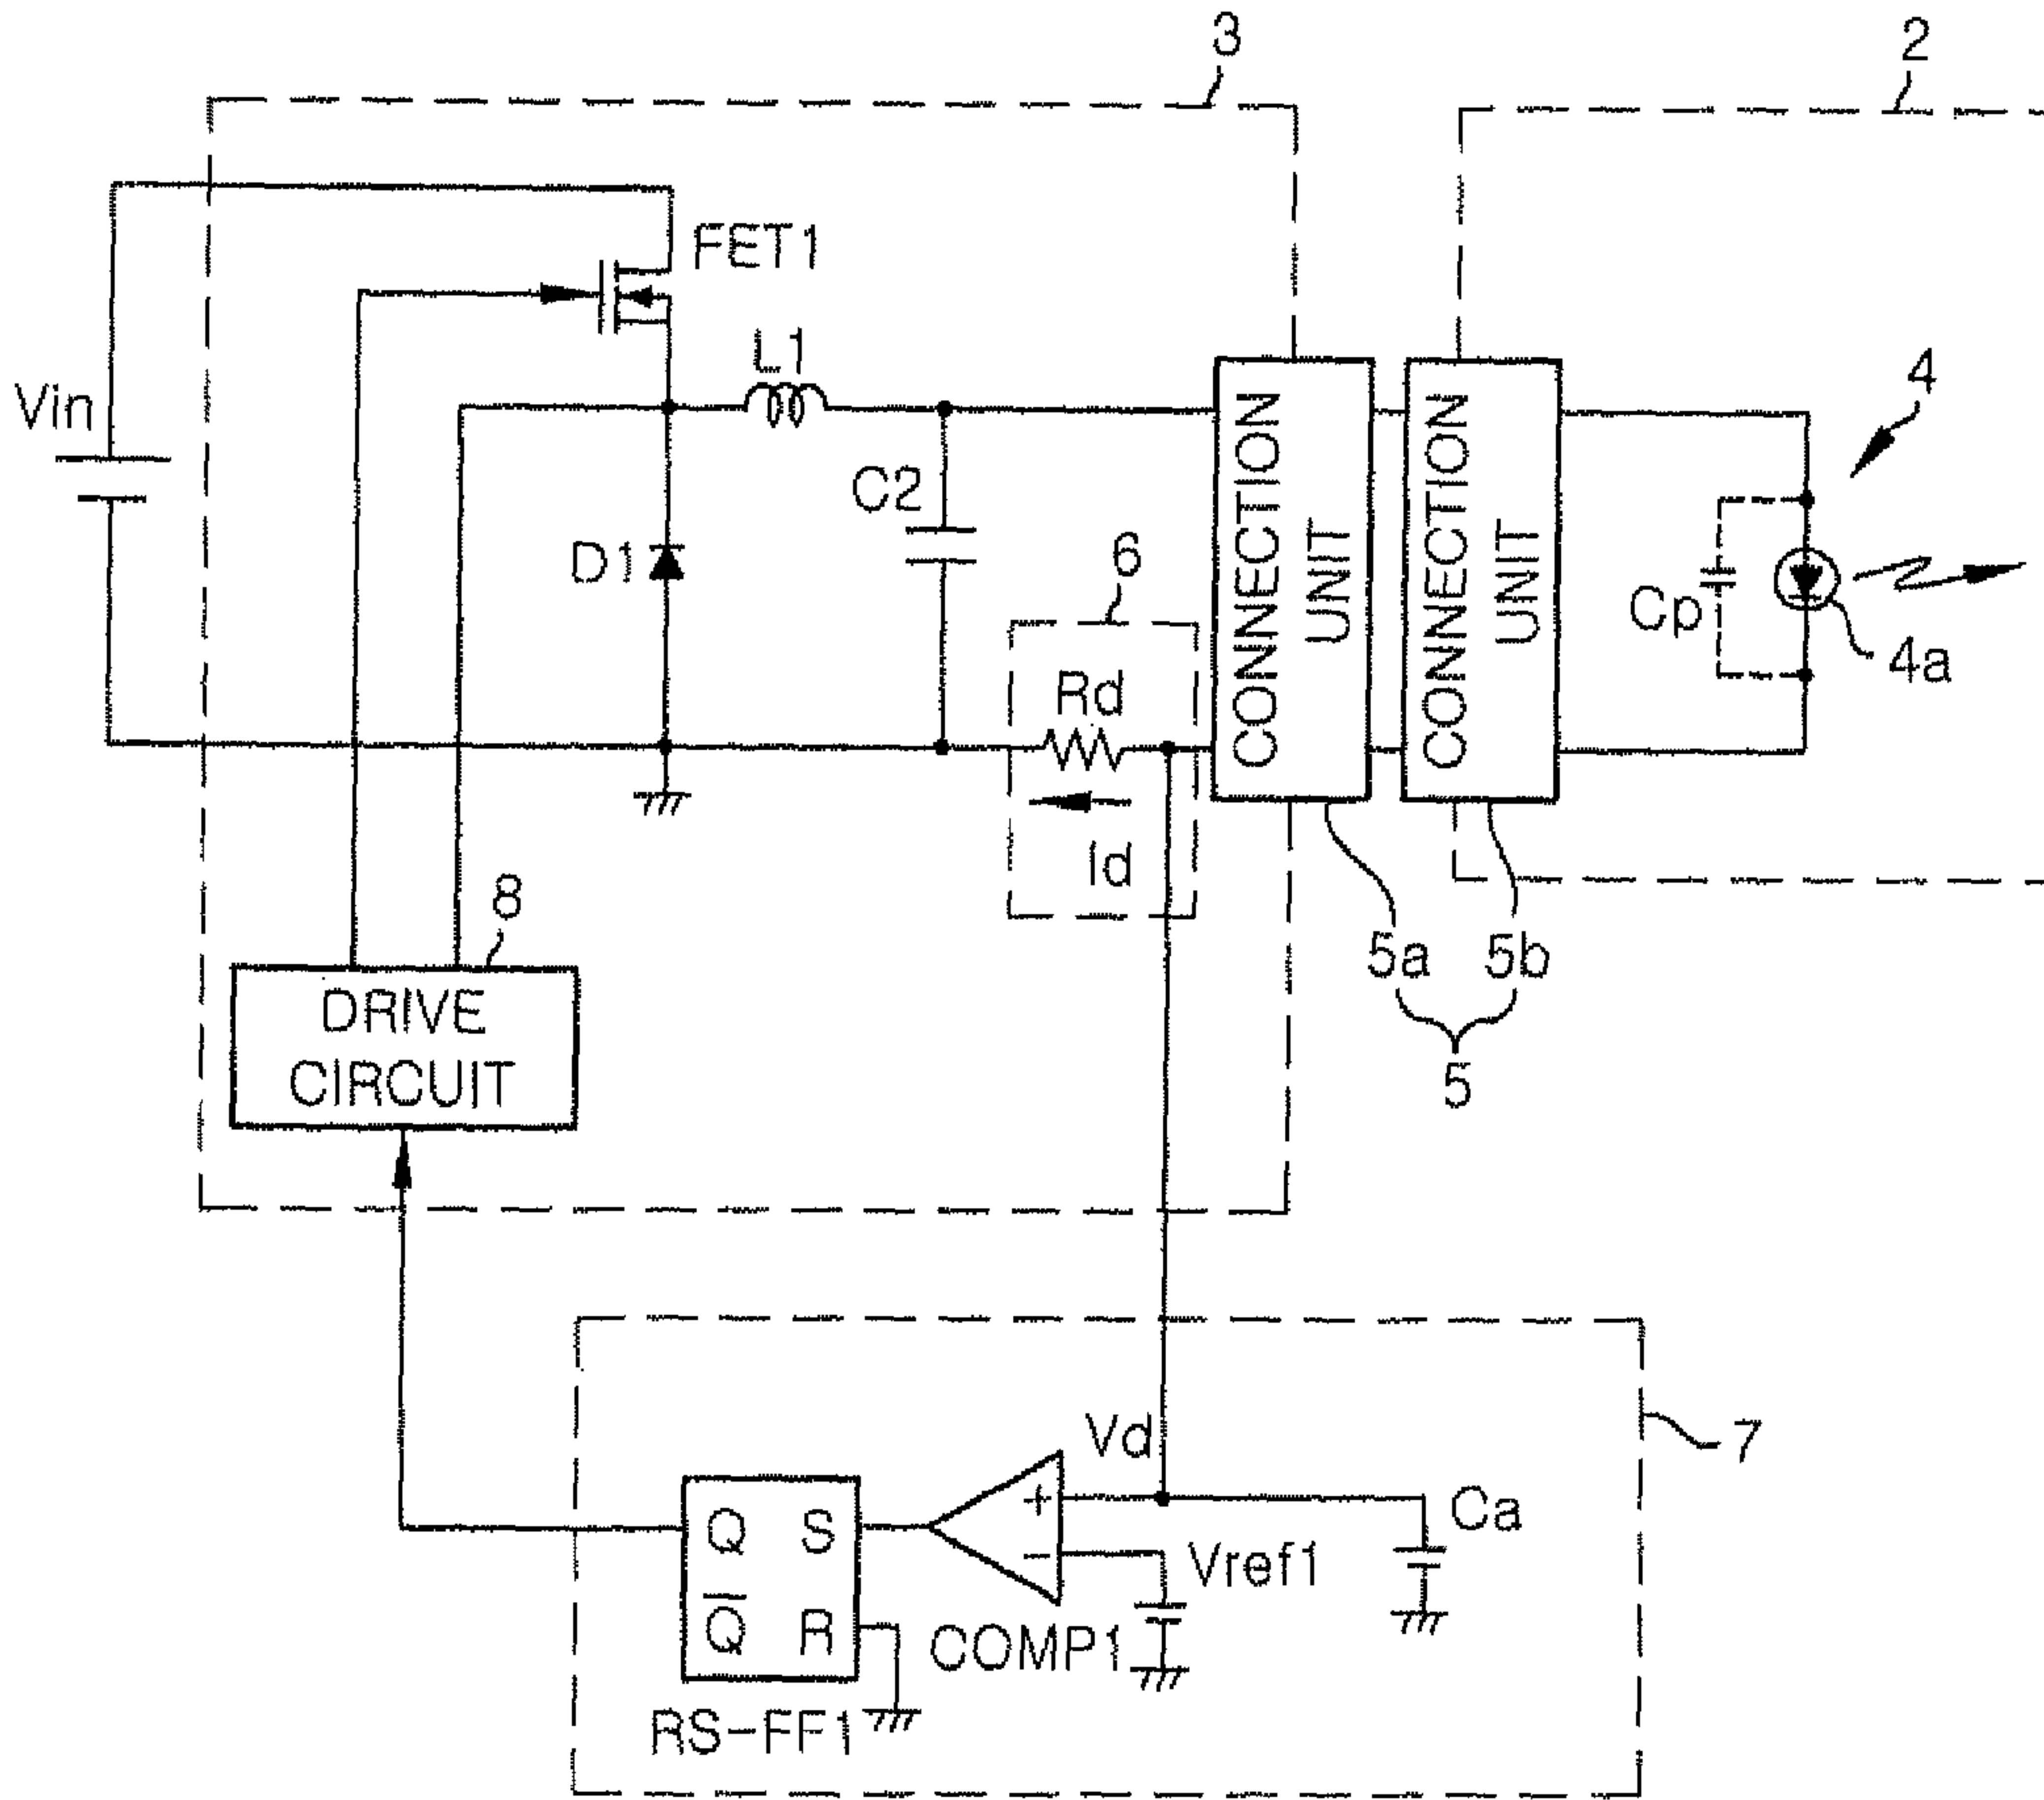 3
2
FET1
L1
Vin
4
C2
CONNECTION
UNIT
CONNECTION
UNIT
D1
6
Cp
4a
Rd
Id
8
5a
5b
DRIVE
CIRCUIT
5
Vd
7
+
Ca
Q
S
−
Vref1
Q̅
R
COMP1
RS-FF1